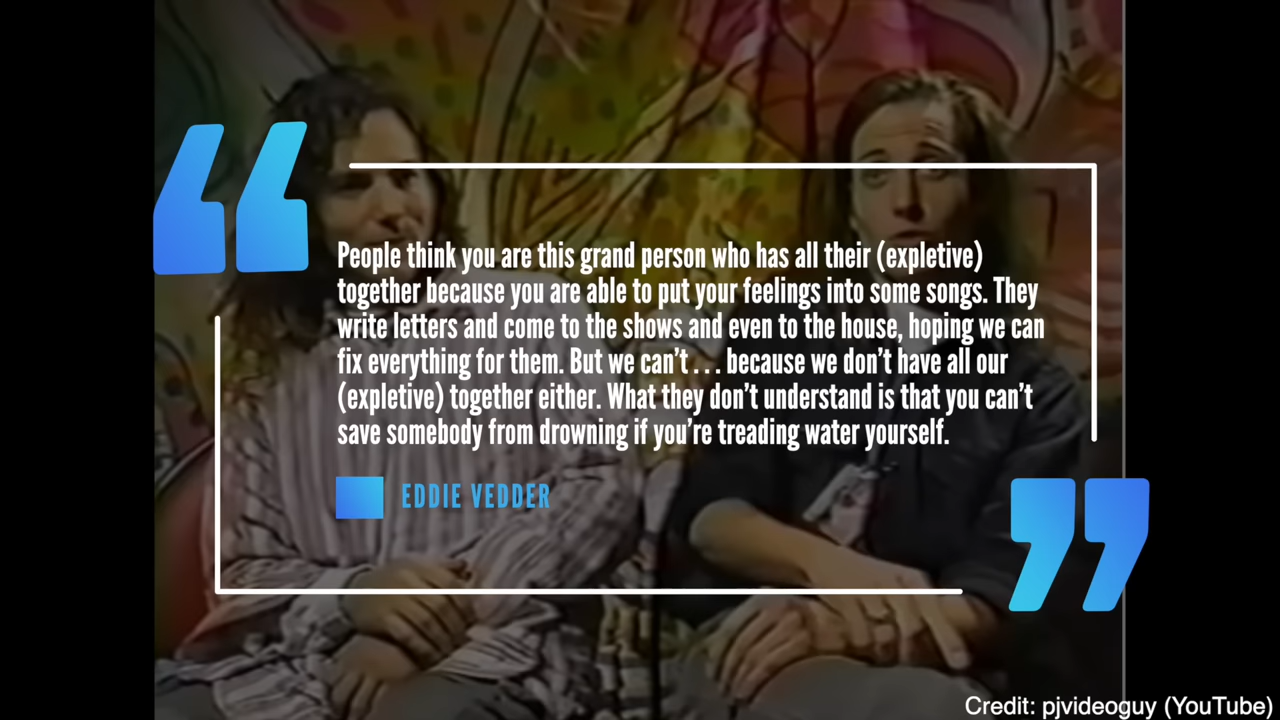 People think you are this grand person who has all their (expletive)
together because you are able to put your feelings into some songs. They
write letters and come to the shows and even to the house, hoping we can
fix everything for them. But we can’t . . . because we don’t have all our
(expletive) together either. What they don’t understand is that you can’t
save somebody from drowning if you’re treading water yourself.
EDDIE VEDDER
Credit: pjvideoguy (YouTube)